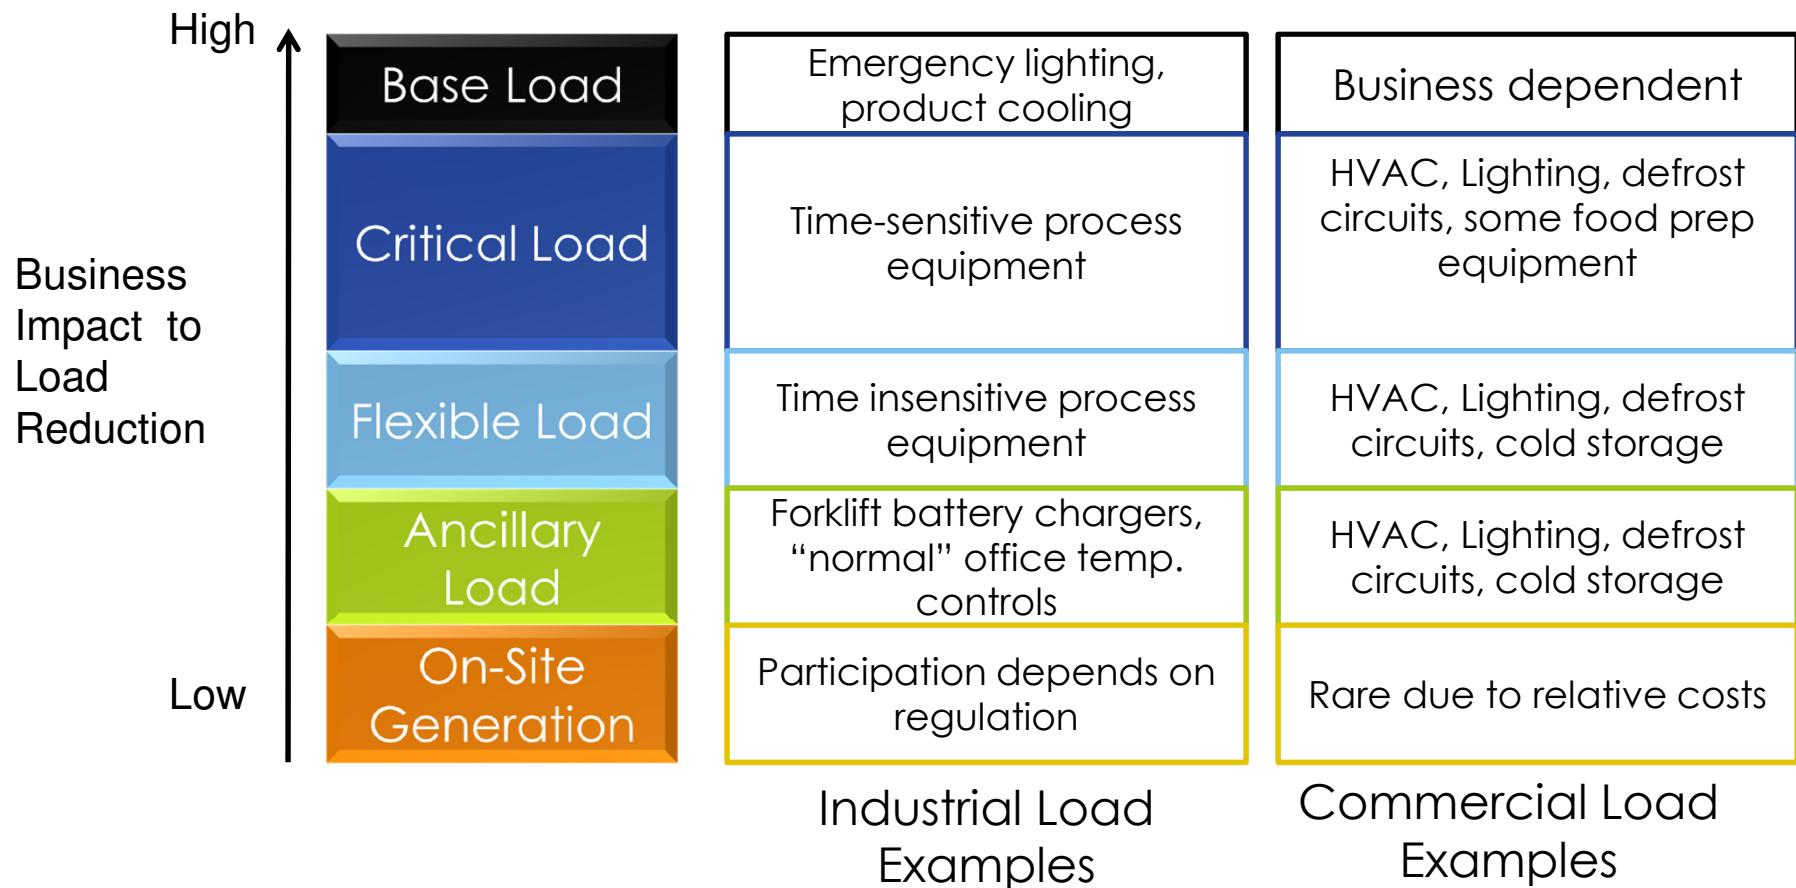 High
Base Load
Emergency lighting,
product cooling
Business dependent
Critical Load
Time-sensitive process
equipment
HVAC, Lighting, defrost
circuits, some food prep
equipment
Business
Impact to
Load
Reduction
Flexible Load
Time insensitive process
equipment
HVAC, Lighting, defrost
circuits, cold storage
Ancillary
Load
Forklift battery chargers,
“normal” office temp.
controls
HVAC, Lighting, defrost
circuits, cold storage
Low
On-Site
Generation
Participation depends on
regulation
Rare due to relative costs
Industrial Load
Examples
Commercial Load
Examples